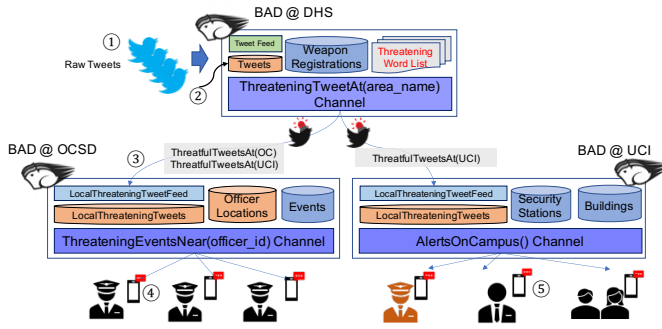 BAD @ DHS
①
Raw Tweets
Tweet Feed
Tweets
②
Weapon
Registrations
Threatening
Word List
ThreateningTweetAt(area_name)
Channel
BAD @ OCSD
③
ThreatfulTweetsAt(OC)
ThreatfulTweetsAt(UCI)
ThreatfulTweetsAt(UCI)
BAD @ UCI
LocalThreateningTweetFeed
LocalThreateningTweets
Officer
Locations
Events
ThreateningEventsNear(officer_id) Channel
LocalThreateningTweetFeed
LocalThreateningTweets
Security
Stations
Buildings
AlertsOnCampus() Channel
④
⑤